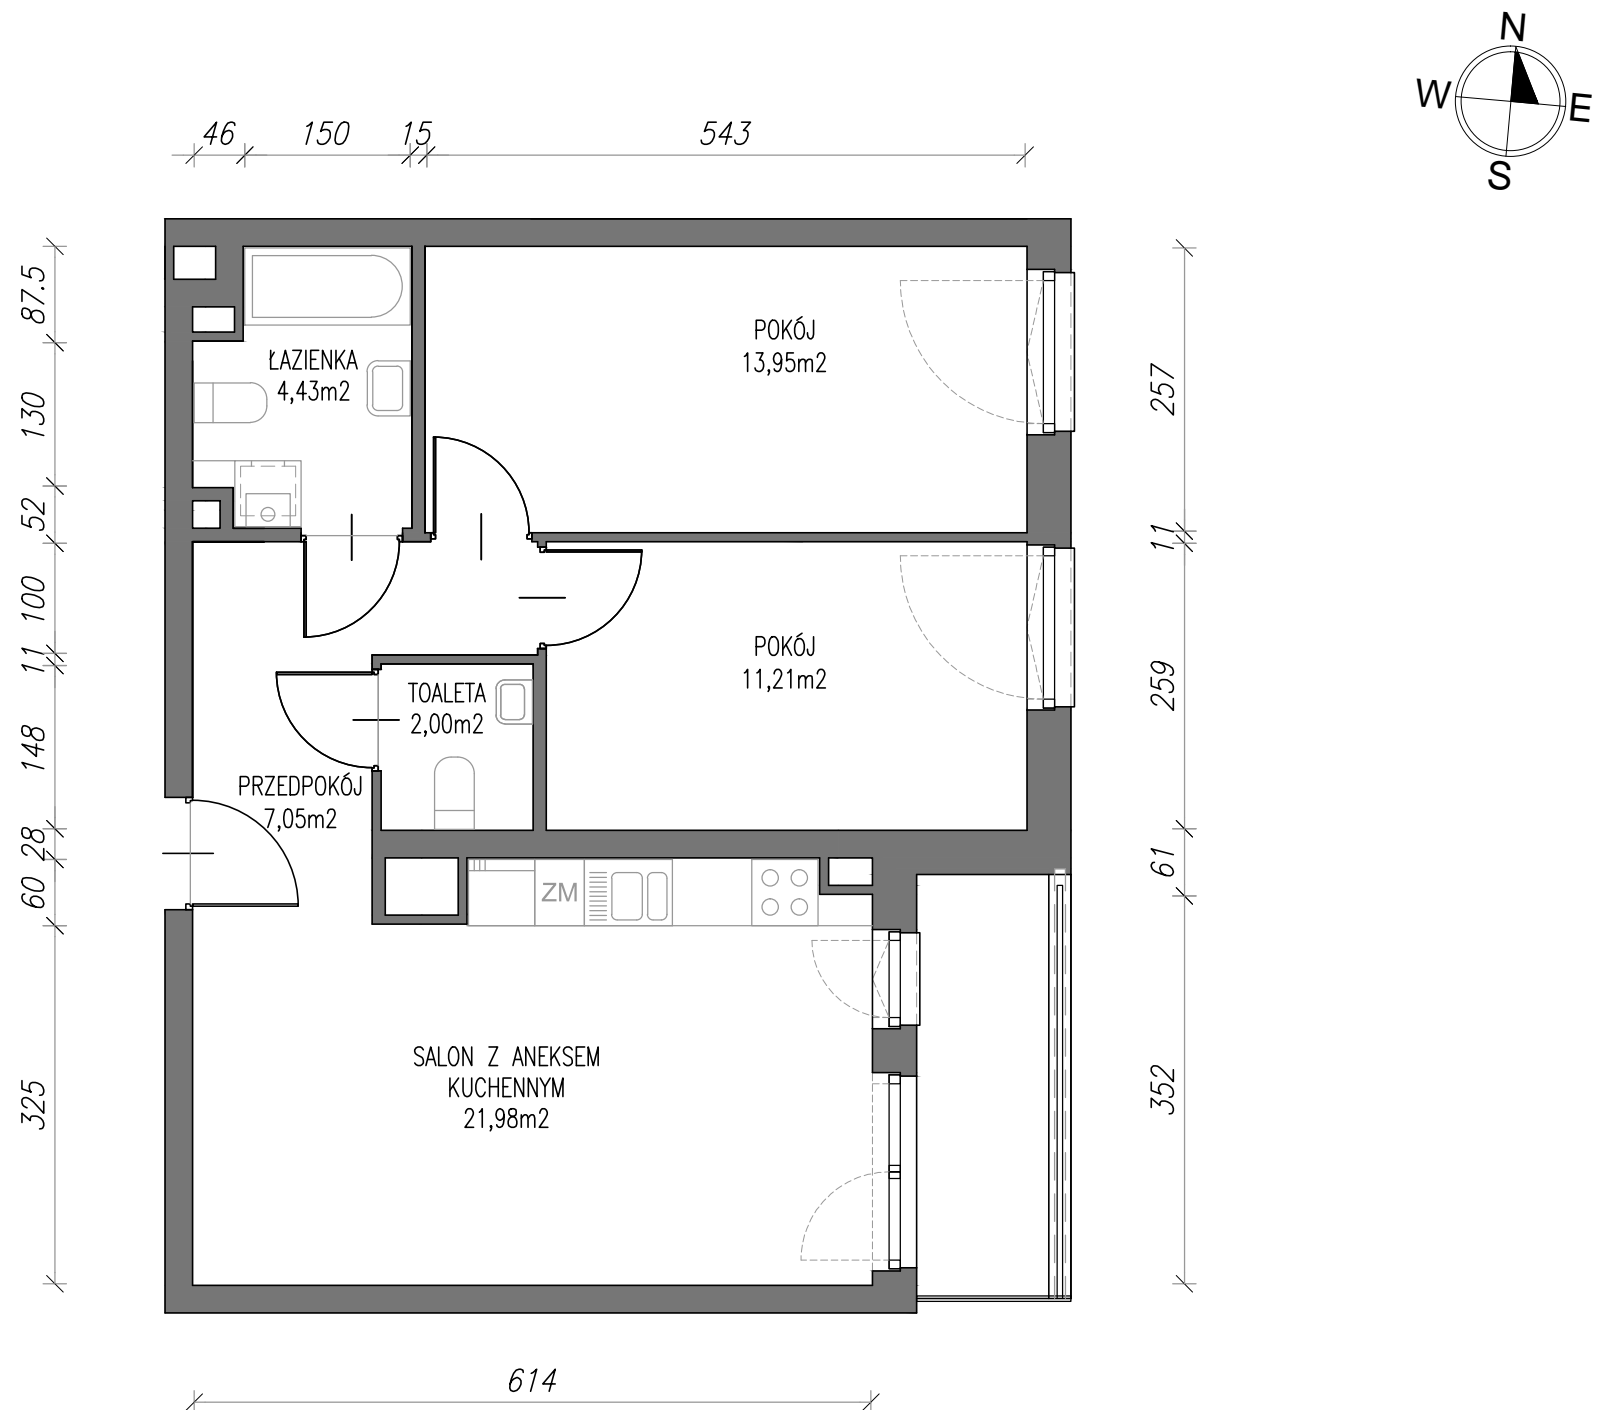 N
W
E
S
46
150
15
543
87.5
130
52
100
11
148
28
60
325
POKÓJ
13,95m2
ŁAZIENKA
4,43m2
257
11
259
61
352
POKÓJ
11,21m2
TOALETA
2,00m2
PRZEDPOKÓJ
7,05m2
ZM
SALON Z ANEKSEM
KUCHENNYM
21,98m2
614